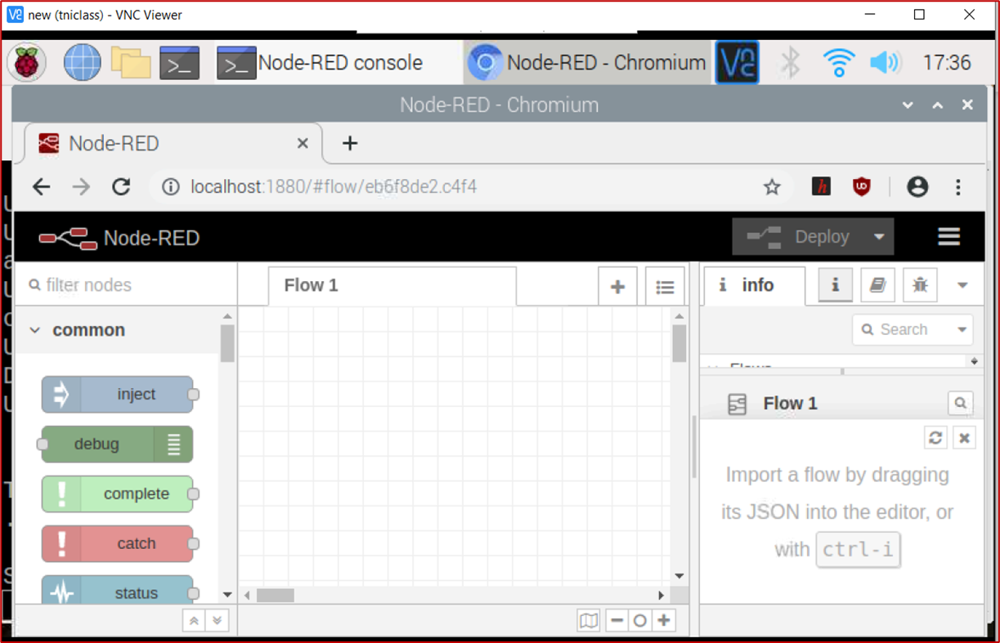 new (tniclass) - VNC Viewer
Node-RED console
Node-RED - Chromium
17:36
Node-RED - Chromium
Node-RED
localhost:1880/#flow/eb6f8de2.c4f4
Node-RED
Deploy
filter nodes
Flow 1
info
common
Search
inject
debug
complete
catch
status
Flow 1
Import a flow by dragging
its JSON into the editor, or
with ctrl-i